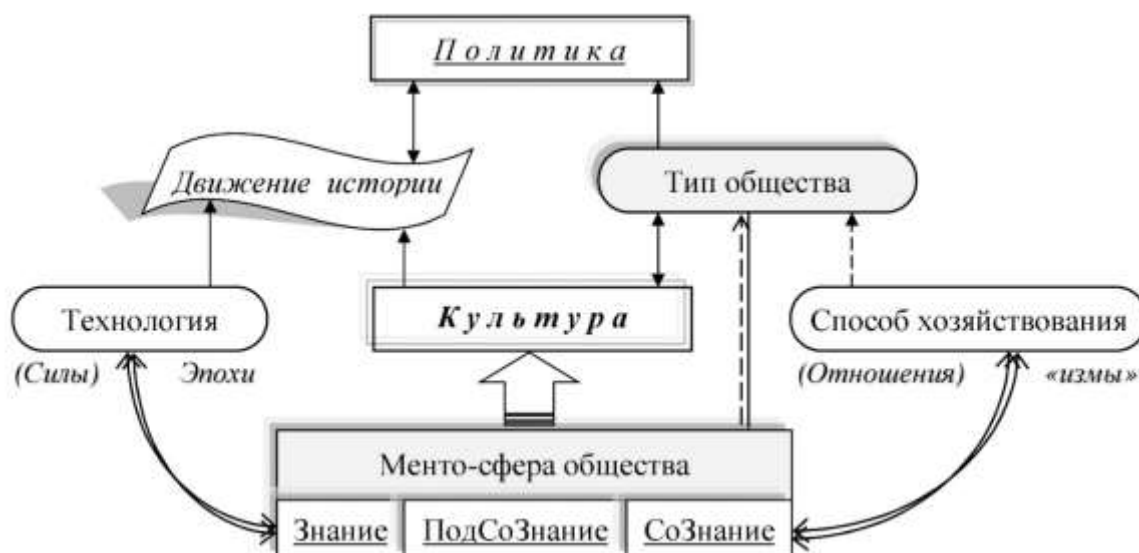 Политика
Движение истории
Тип общества
Технология
Культура
Способ хозяйствования
(Силы) Эпохи
(Отношения) «измы»
Менто-сфера общества
Знание ПодСоЗнание СоЗнание